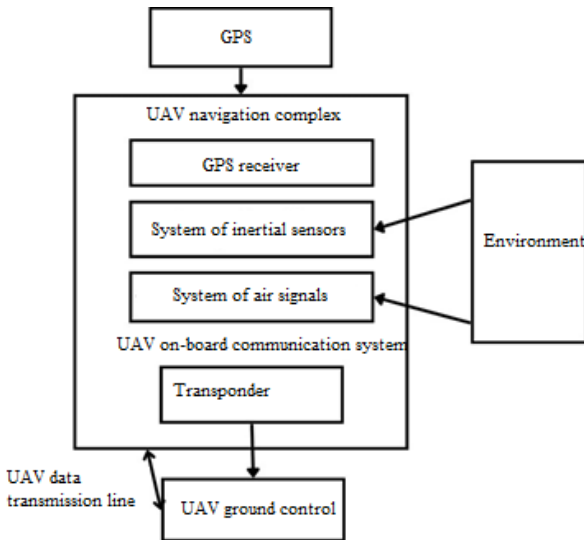 GPS
UAV navigation complex
GPS receiver
System of inertial sensors
Environment
System of air signals
UAV on-board communication system
Transponder
UAV data
transmission line
UAV ground control